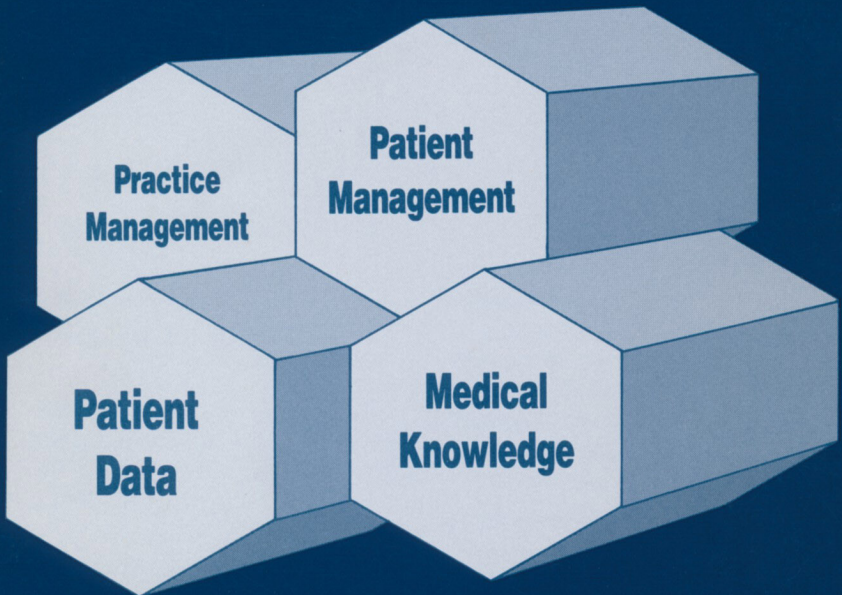 Practice
Management
Patient
Management
Patient
Data
Medical
Knowledge